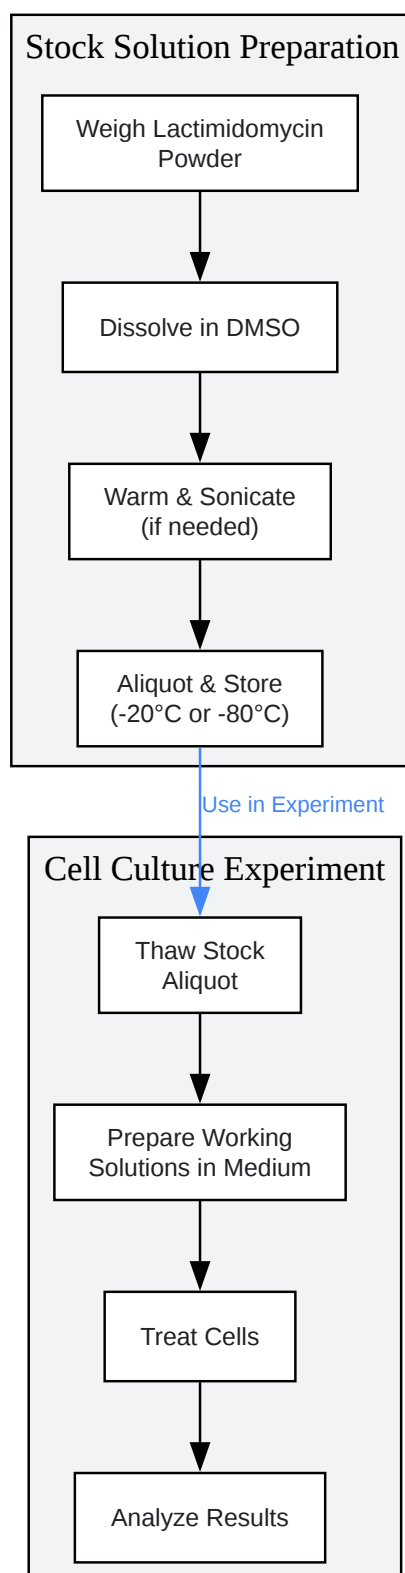 Stock Solution Preparation
Weigh Lactimidomycin
Powder
Dissolve in DMSO
Warm & Sonicate
(if needed)
Aliquot & Store
(-20°C or -80°C)
Use in Experiment
Cell Culture Experiment
Thaw Stock
Aliquot
Prepare Working
Solutions in Medium
Treat Cells
Analyze Results